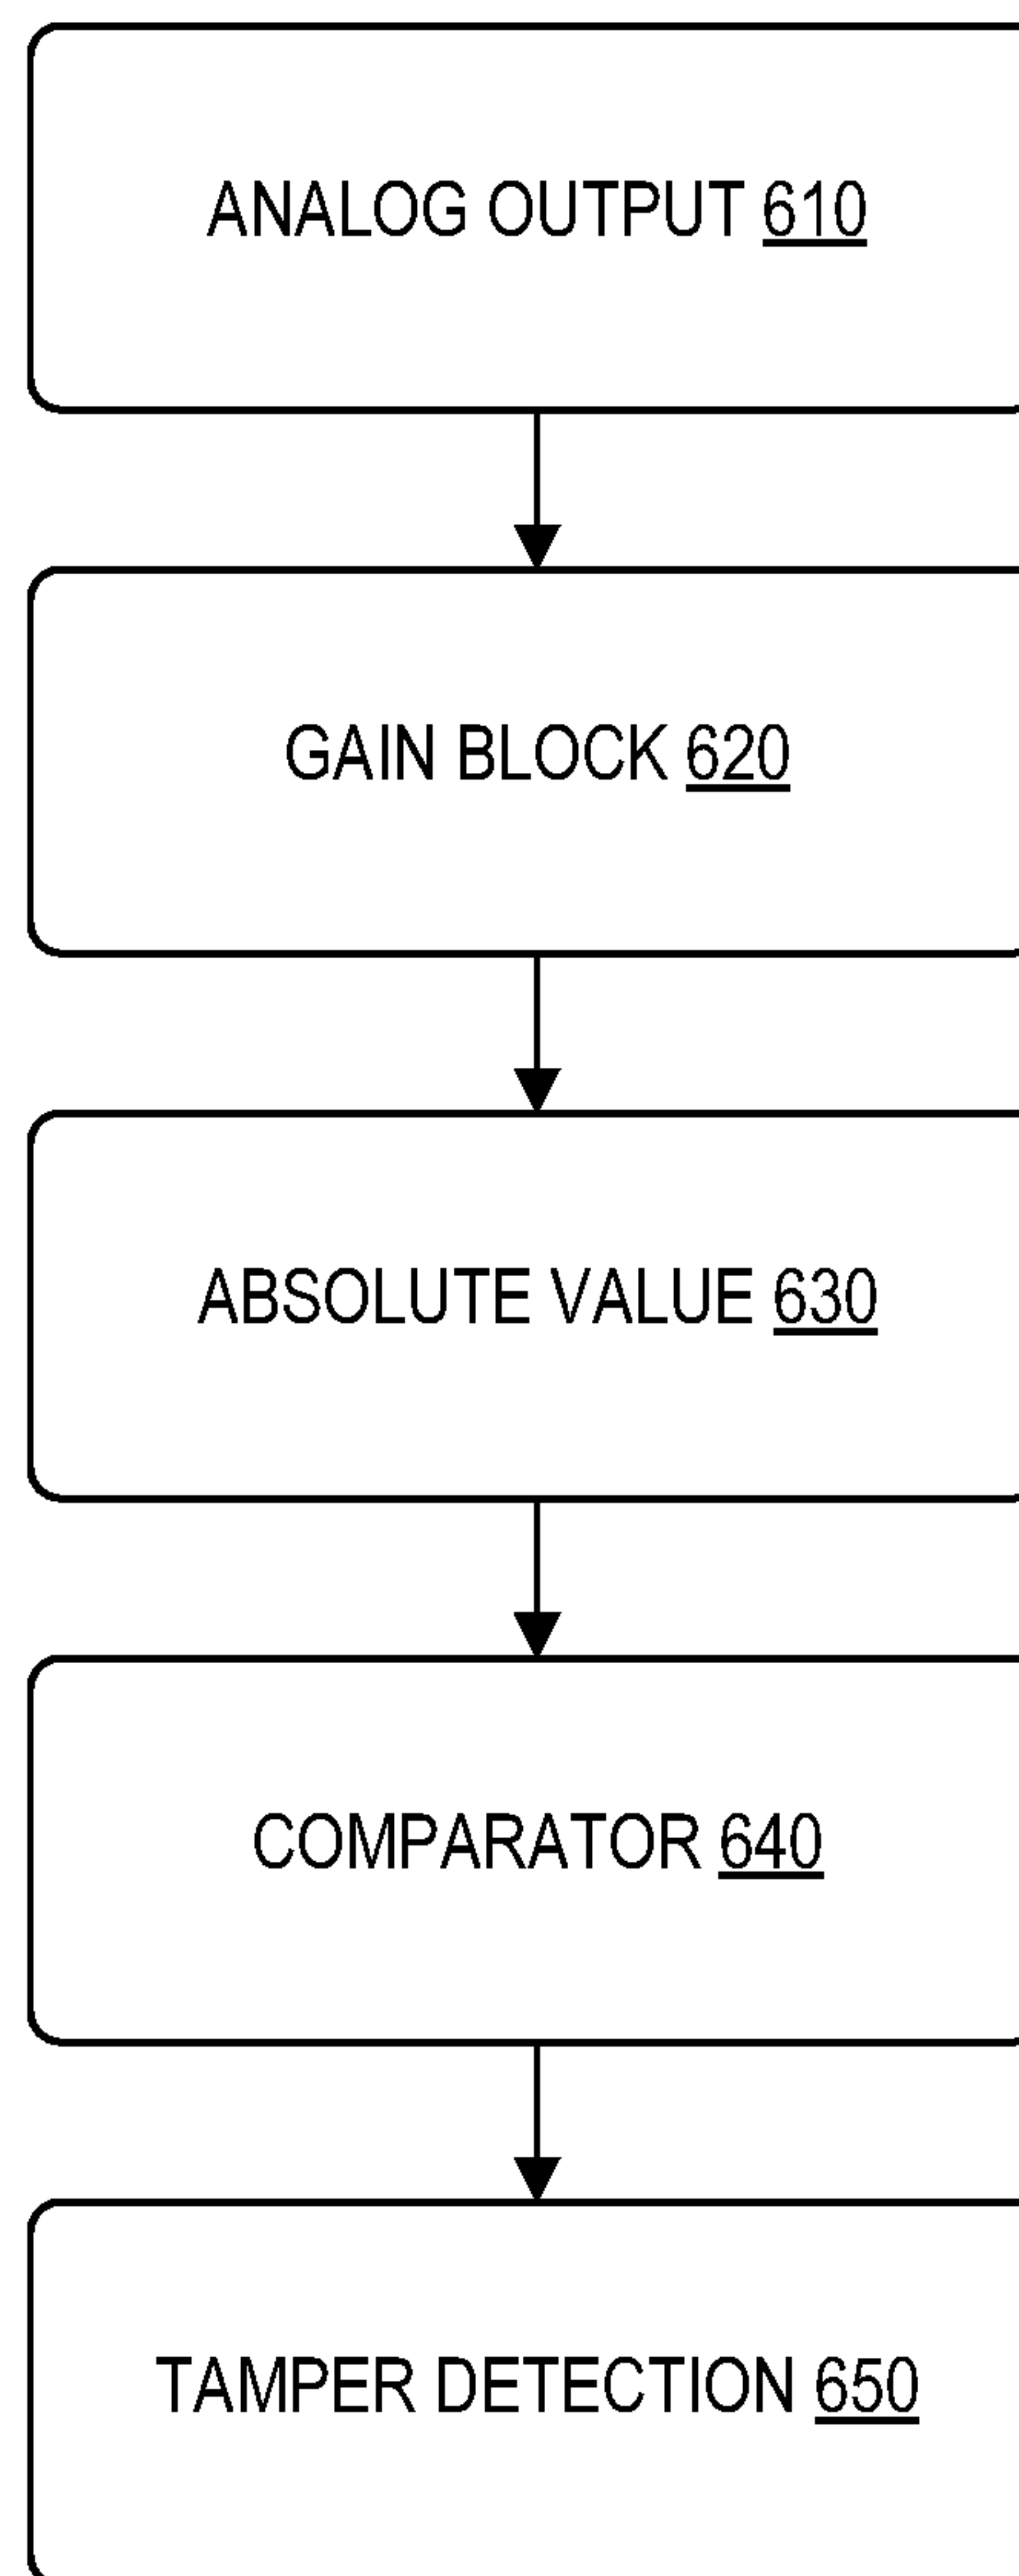 ANALOG OUTPUT 610
GAIN BLOCK 620
ABSOLUTE VALUE 630
COMPARATOR 640
TAMPER DETECTION 650